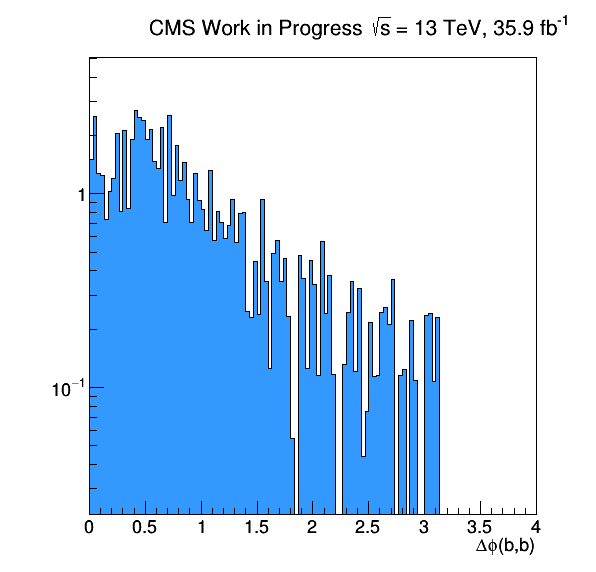 CMS Work in Progress √s = 13 TeV, 35.9 fb⁻¹
1
10⁻¹
0 0.5 1 1.5 2 2.5 3 3.5 4
Δϕ(b,b)